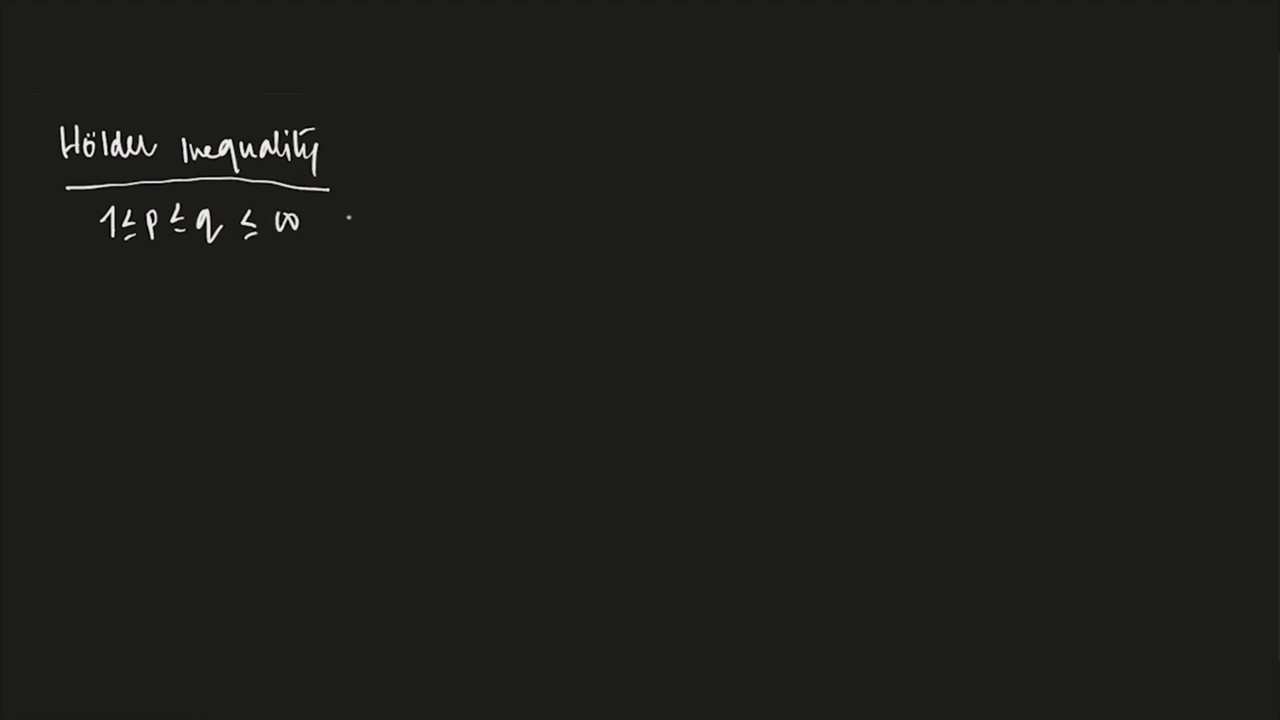 Hölder Inequality
1 ≤ p ≤ q ≤ ∞